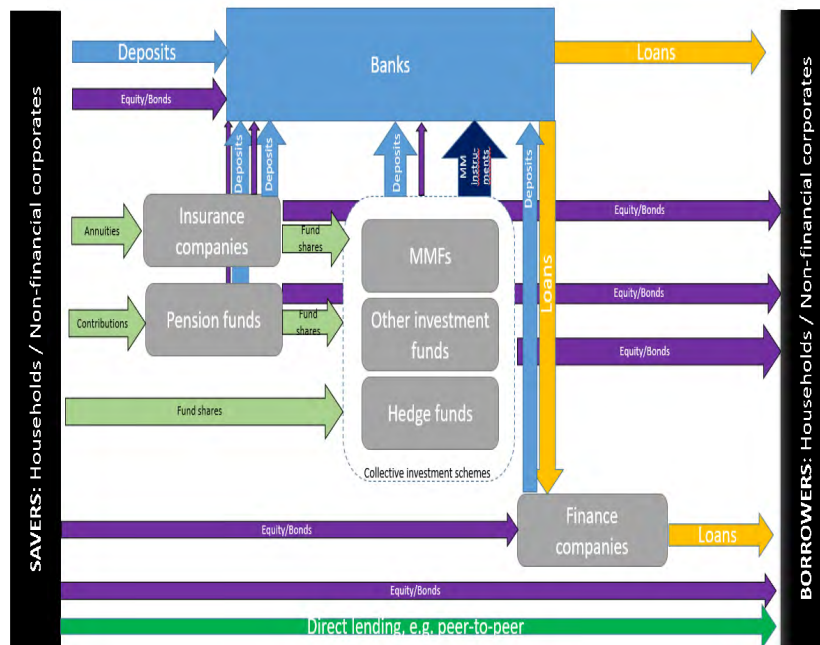 SAVERS: Households / Non-financial corporates
Deposits
Banks
Loans
Equity/Bonds
Deposits
Deposits
Deposits
MM
instru-
ments
Deposits
Loans
Annuities
Insurance
companies
Fund
shares
Equity/Bonds
MMFs
Contributions
Pension funds
Fund
shares
Equity/Bonds
Other investment
funds
Equity/Bonds
Fund shares
Hedge funds
Collective investment schemes
Equity/Bonds
Finance
companies
Loans
Equity/Bonds
Direct lending, e.g. peer-to-peer
BORROWERS: Households / Non-financial corporates